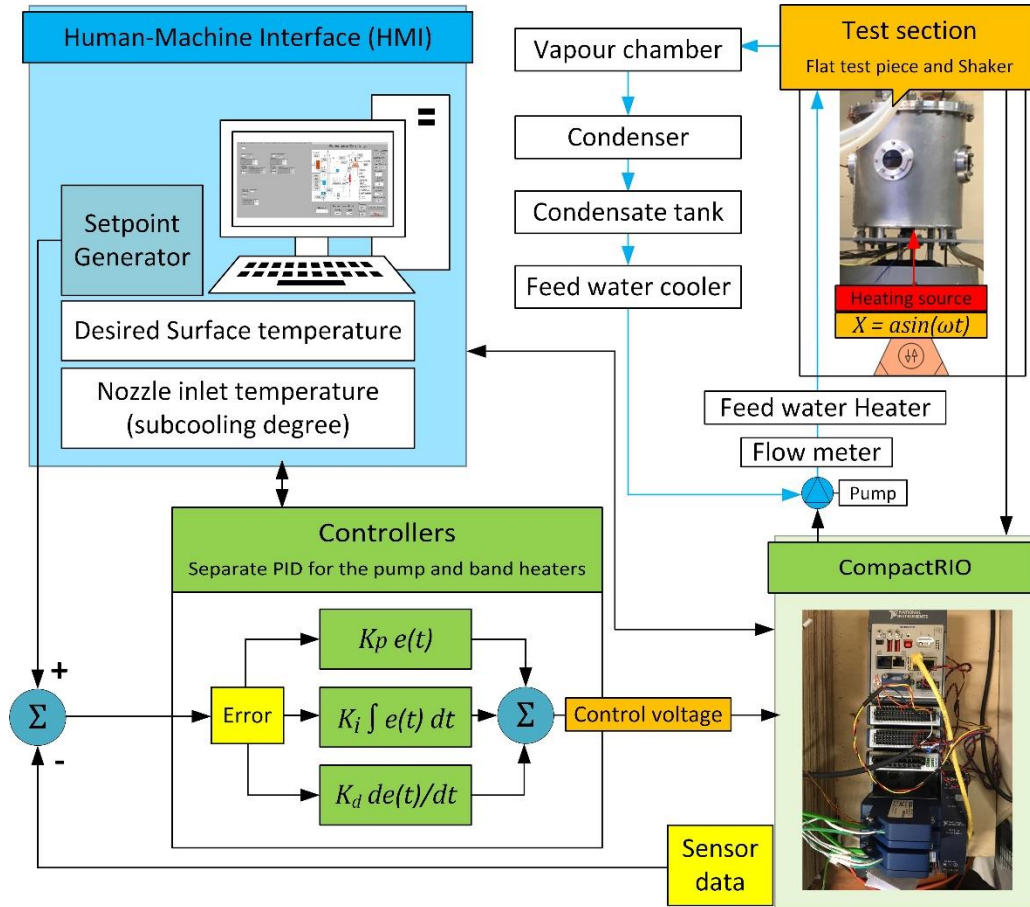 Human-Machine Interface (HMI)
Setpoint
Generator
Desired Surface temperature
Nozzle inlet temperature
(subcooling degree)
Vapour chamber
Condenser
Condensate tank
Feed water cooler
Test section
Flat test piece and Shaker
Heating source
X = asin(ωt)
Feed water Heater
Flow meter
Pump
Controllers
Separate PID for the pump and band heaters
+
Σ
-
Error
Kp e(t)
Ki ∫ e(t) dt
Kd de(t)/dt
Σ
Control voltage
CompactRIO
NATIONAL
INSTRUMENTS
Sensor
data